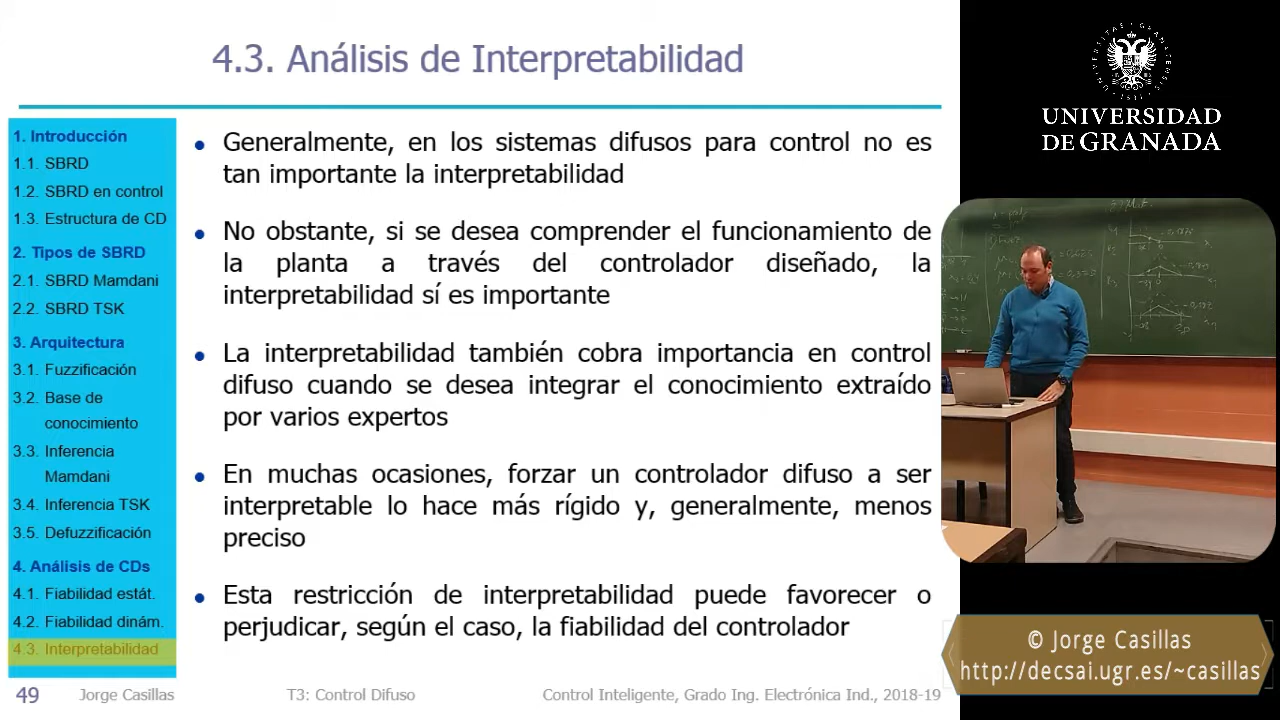 4.3. Análisis de Interpretabilidad
1. Introducción
1.1. SBRD
1.2. SBRD en control
1.3. Estructura de CD
2. Tipos de SBRD
2.1. SBRD Mamdani
2.2. SBRD TSK
3. Arquitectura
3.1. Fuzzificación
3.2. Base de
conocimiento
3.3. Inferencia
Mamdani
3.4. Inferencia TSK
3.5. Defuzzificación
4. Análisis de CDs
4.1. Fiabilidad estát.
4.2. Fiabilidad dinám.
4.3. Interpretabilidad
• Generalmente, en los sistemas difusos para control no es
tan importante la interpretabilidad
• No obstante, si se desea comprender el funcionamiento de
la planta a través del controlador diseñado, la
interpretabilidad sí es importante
• La interpretabilidad también cobra importancia en control
difuso cuando se desea integrar el conocimiento extraído
por varios expertos
• En muchas ocasiones, forzar un controlador difuso a ser
interpretable lo hace más rígido y, generalmente, menos
preciso
• Esta restricción de interpretabilidad puede favorecer o
perjudicar, según el caso, la fiabilidad del controlador
49 Jorge Casillas T3: Control Difuso Control Inteligente, Grado Ing. Electrónica Ind., 2018-19
UNIVERSIDAD
DE GRANADA
© Jorge Casillas
http://decsai.ugr.es/~casillas